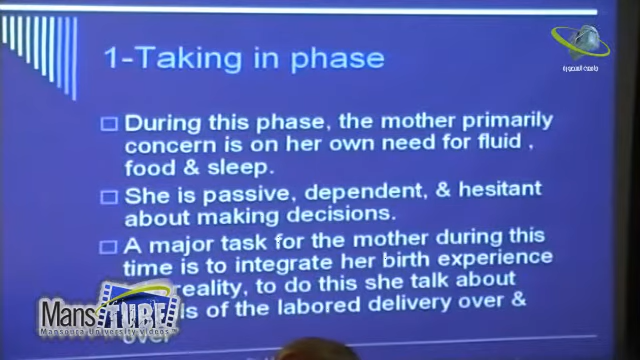 جامعة المنصورة
1-Taking in phase
During this phase, the mother primarily
concern is on her own need for fluid ,
food & sleep.
She is passive, dependent, & hesitant
about making decisions.
A major task for the mother during this
time is to integrate her birth experience
reality, to do this she talk about
of the labored delivery over &
over
MansTUBE
Mansoura University Videos